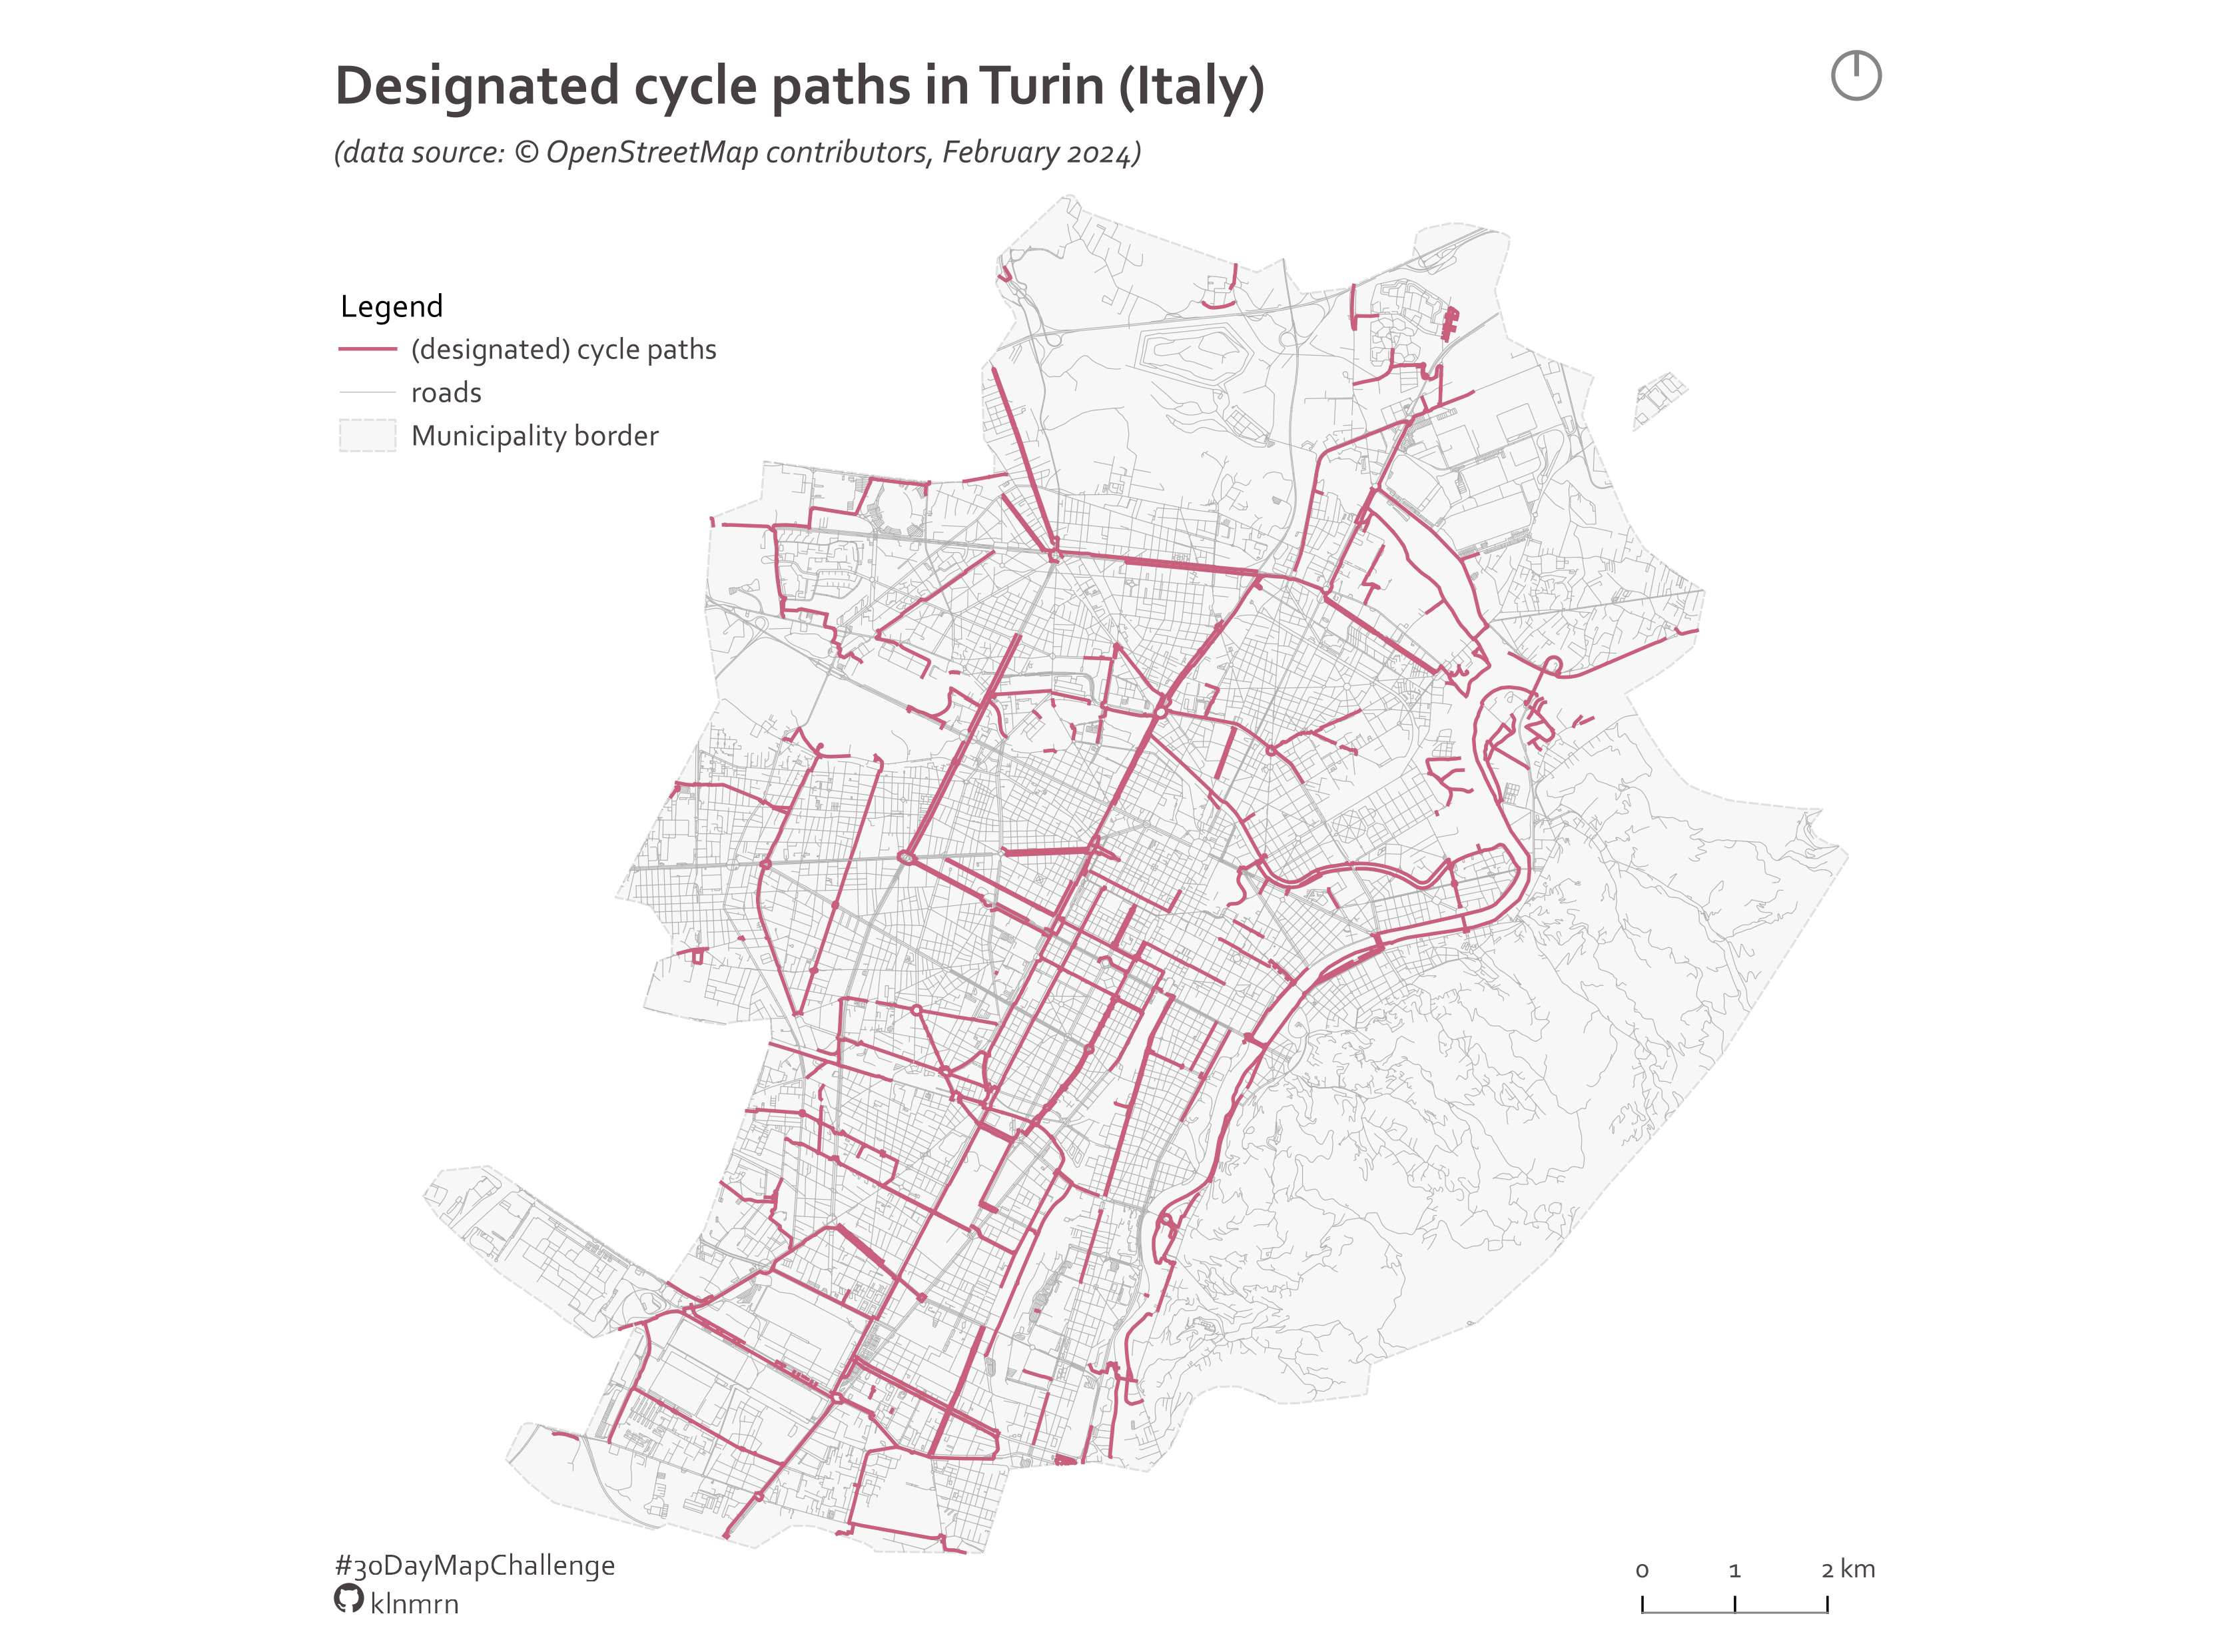 Designated cycle paths in Turin (Italy)
(data source: © OpenStreetMap contributors, February 2024)
Legend
(designated) cycle paths
roads
Municipality border
#30DayMapChallenge
klnmrn
0 1 2 km